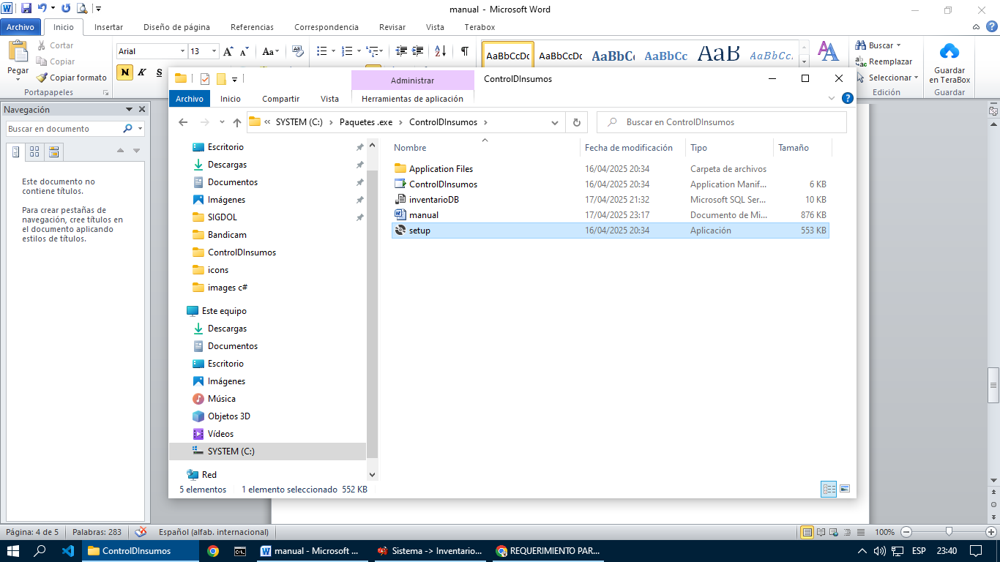 manual - Microsoft Word
Archivo Inicio Insertar Diseño de página Referencias Correspondencia Revisar Vista Terabox
Pegar
Cortar
Copiar
Copiar formato
Portapapeles
Arial 13
Aa
N K S
AaBbCcDc AaBbCcDc AaBbC AaBbCc AaB AaBbCc.
Buscar
Reemplazar
Seleccionar
Edición
Guardar
en TeraBox
Guardar
Navegación
Buscar en documento
Este documento no
contiene títulos.
Para crear pestañas de
navegación, cree títulos en
el documento aplicando
estilos de títulos.
Administrar
ControlDInsumos
Archivo Inicio Compartir Vista Herramientas de aplicación
« SYSTEM (C:) › Paquetes .exe › ControlDInsumos ›
Buscar en ControlDInsumos
Escritorio
Descargas
Documentos
Imágenes
SIGDOL
Bandicam
ControlDInsumos
icons
images c#
Este equipo
Descargas
Documentos
Escritorio
Imágenes
Música
Objetos 3D
Vídeos
SYSTEM (C:)
Red
Nombre Fecha de modificación Tipo Tamaño
Application Files 16/04/2025 20:34 Carpeta de archivos
ControlDInsumos 16/04/2025 20:34 Application Manif... 6 KB
inventarioDB 17/04/2025 21:32 Microsoft SQL Ser... 10 KB
manual 17/04/2025 23:17 Documento de Mi... 876 KB
setup 16/04/2025 20:34 Aplicación 553 KB
5 elementos 1 elemento seleccionado 552 KB
Página: 4 de 5 Palabras: 283 Español (alfab. internacional) 100%
ControlDInsumos manual - Microsoft ... Sistema -> Inventario... REQUERIMIENTO PAR... ESP 23:40